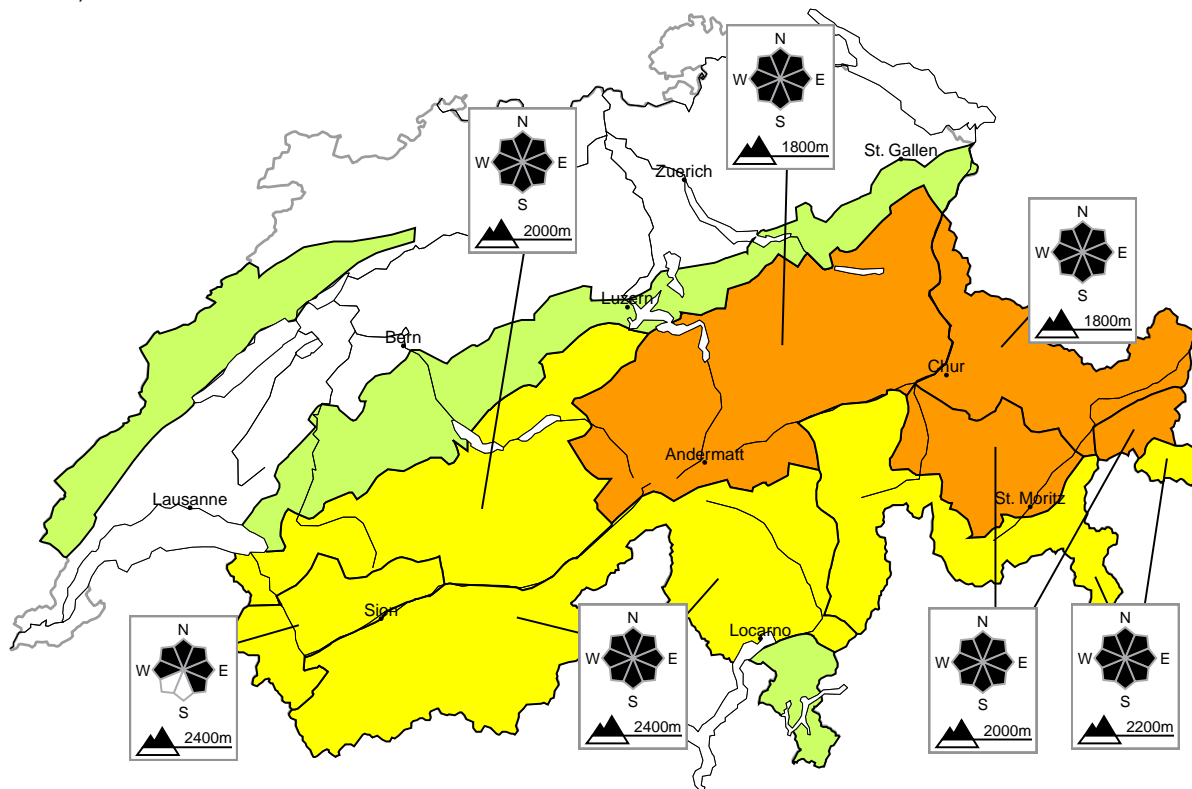 N
W E
S
1800m
St. Gallen
Zuerich
N
W E
S
2000m
N
W E
S
1800m
Luzern
Bern
Chur
Andermatt
Lausanne
St. Moritz
Sion
Locarno
N
W E
S
2400m
N
W E
S
2400m
N
W E
S
2000m
N
W E
S
2200m